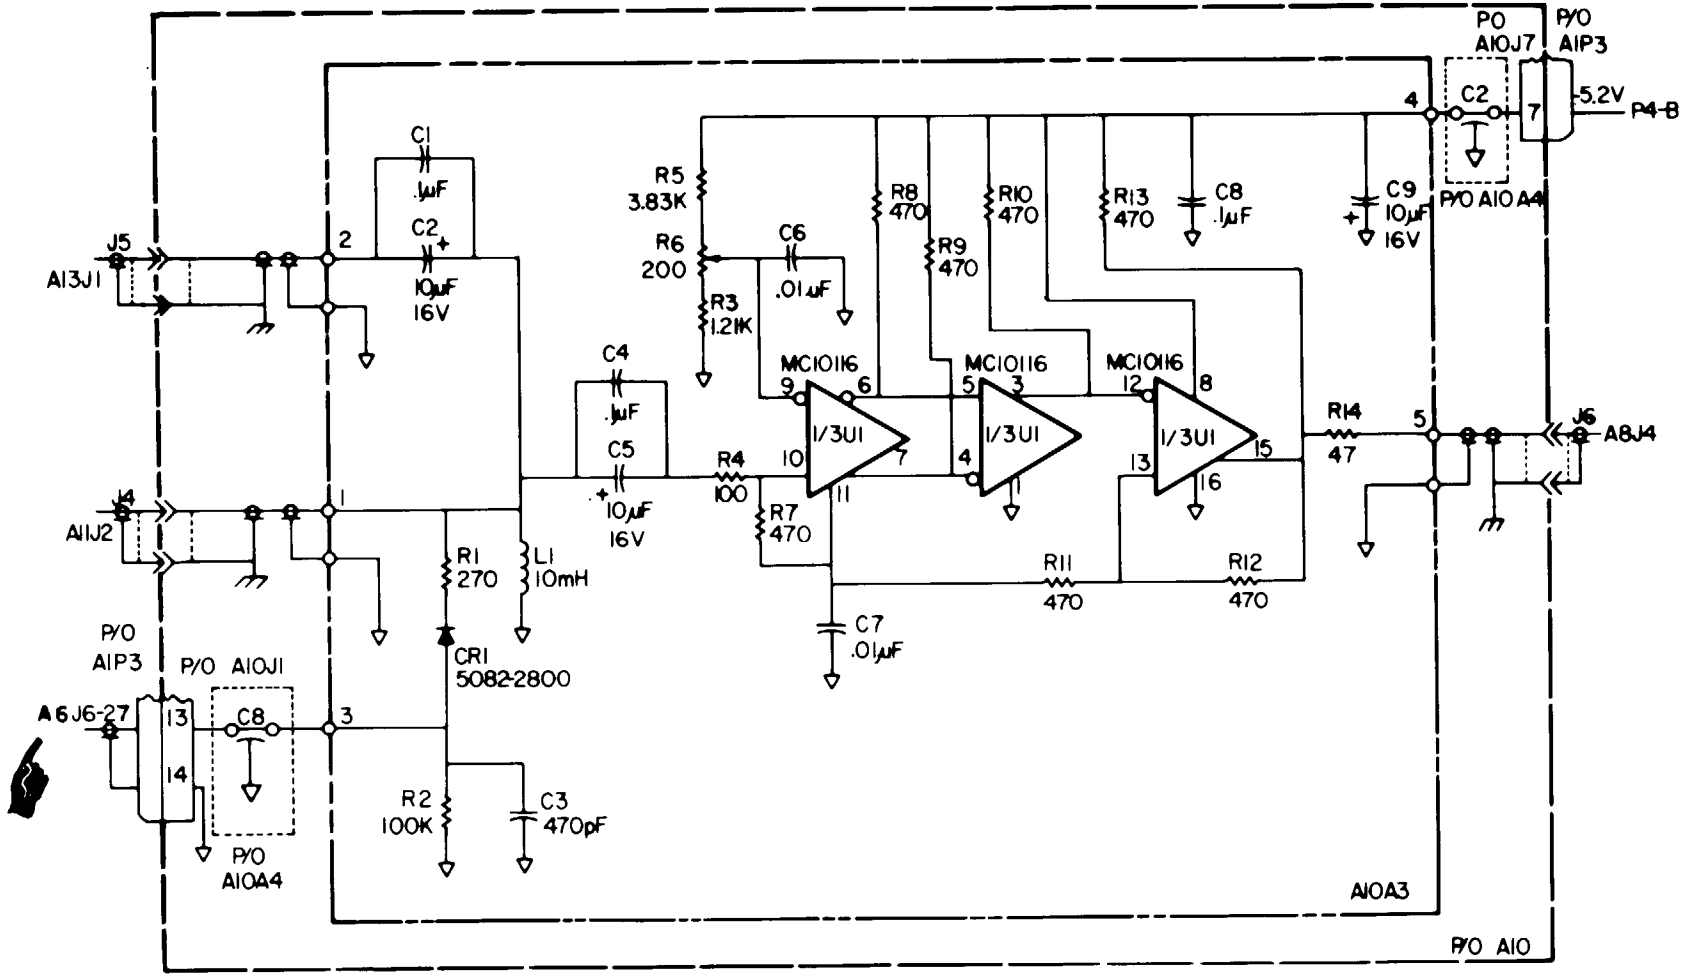 PO
A10J7
P/O
A1P3
4
C2
7
-5.2V
P4-B
P/O A10 A4
C1
.1µF
C2
+
10µF
16V
J5
A13J1
2
R5
3.83K
R6
200
R3
1.21K
C6
.01µF
R8
470
R9
470
R10
470
R13
470
C8
.1µF
C9
+
10µF
16V
MC10116
9
6
1/3U1
10
7
11
MC10116
5
3
1/3U1
4
1
MC10116
12
8
1/3U1
13
15
16
C4
.1µF
C5
+
10µF
16V
R4
100
R7
470
R14
47
5
J6
A8J4
J4
A11J2
1
R1
270
L1
10mH
CR1
5082-2800
R11
470
R12
470
C7
.01µF
P/O
A1P3
P/O A10J1
A6J6-27
13
14
C8
P/O
A10A4
3
R2
100K
C3
470pF
A10A3
P/O A10